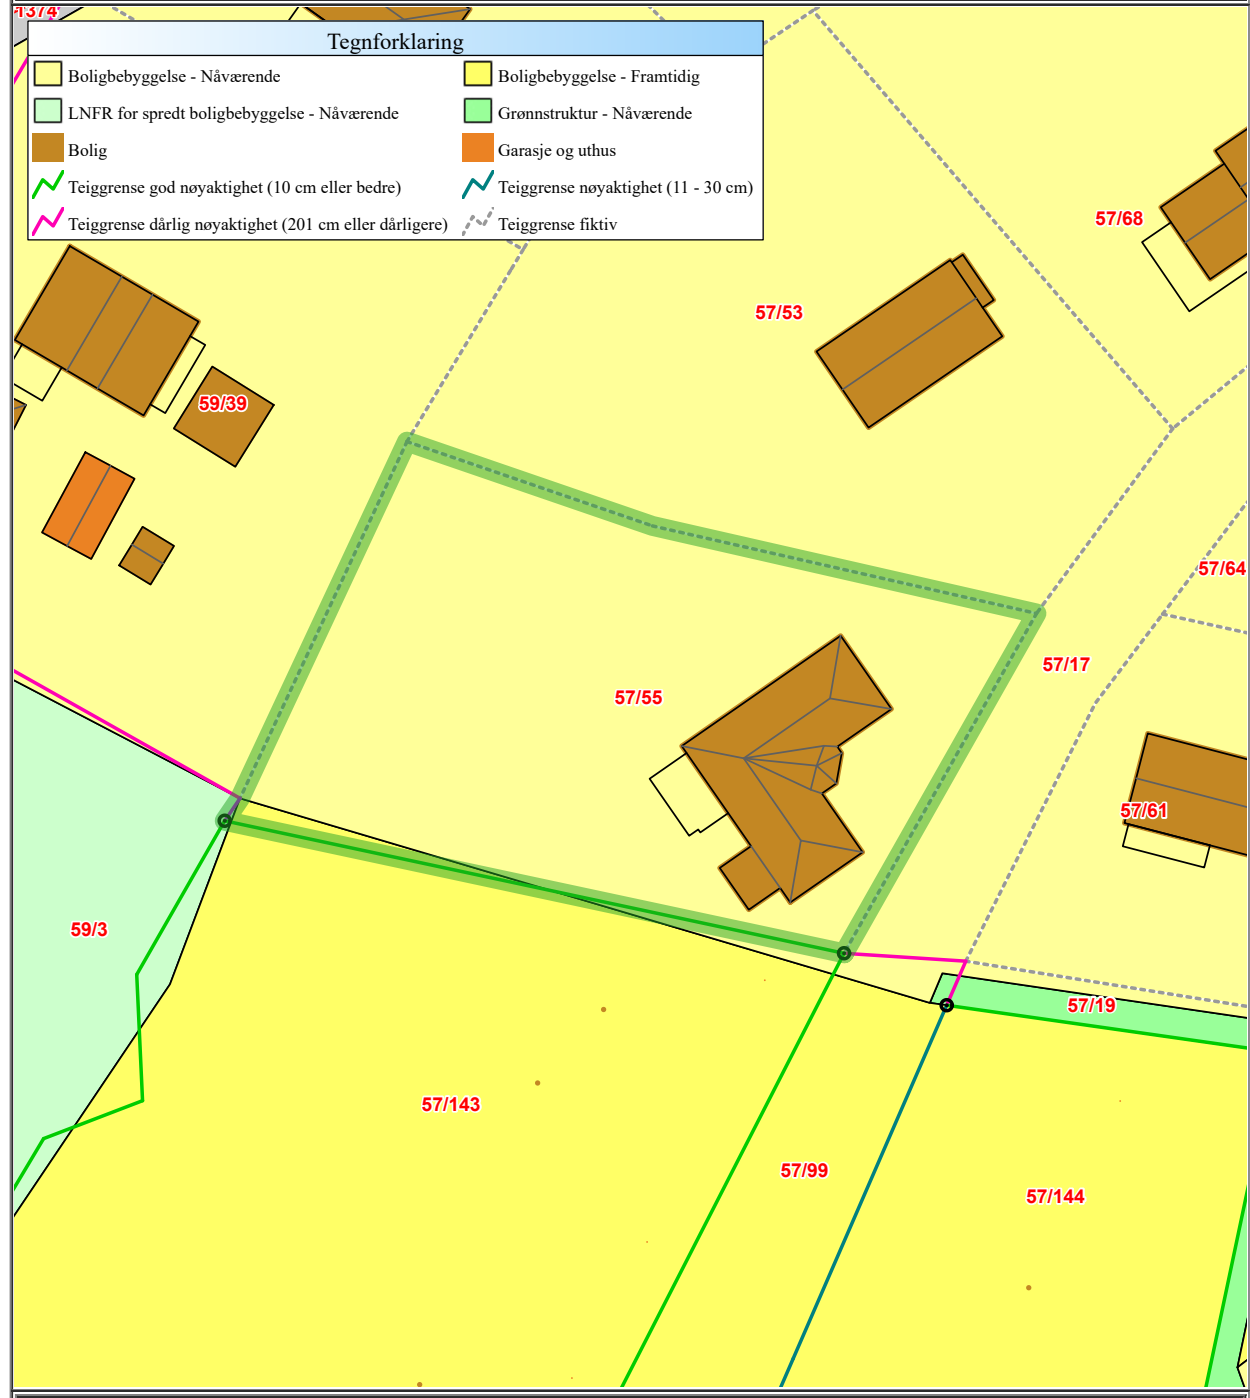 1374
Tegnforklaring
Boligbebyggelse - Nåværende
Boligbebyggelse - Framtidig
LNFR for spredt boligbebyggelse - Nåværende
Grønnstruktur - Nåværende
Bolig
Garasje og uthus
Teiggrense god nøyaktighet (10 cm eller bedre)
Teiggrense nøyaktighet (11 - 30 cm)
Teiggrense dårlig nøyaktighet (201 cm eller dårligere)
Teiggrense fiktiv
57/68
57/53
59/39
57/64
57/17
57/55
57/61
59/3
57/19
57/143
57/99
57/144